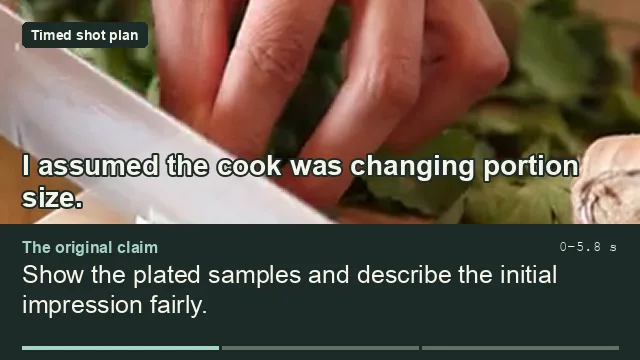 Timed shot plan
I assumed the cook was changing portion
size.
The original claim
0–5.8 s
Show the plated samples and describe the initial
impression fairly.